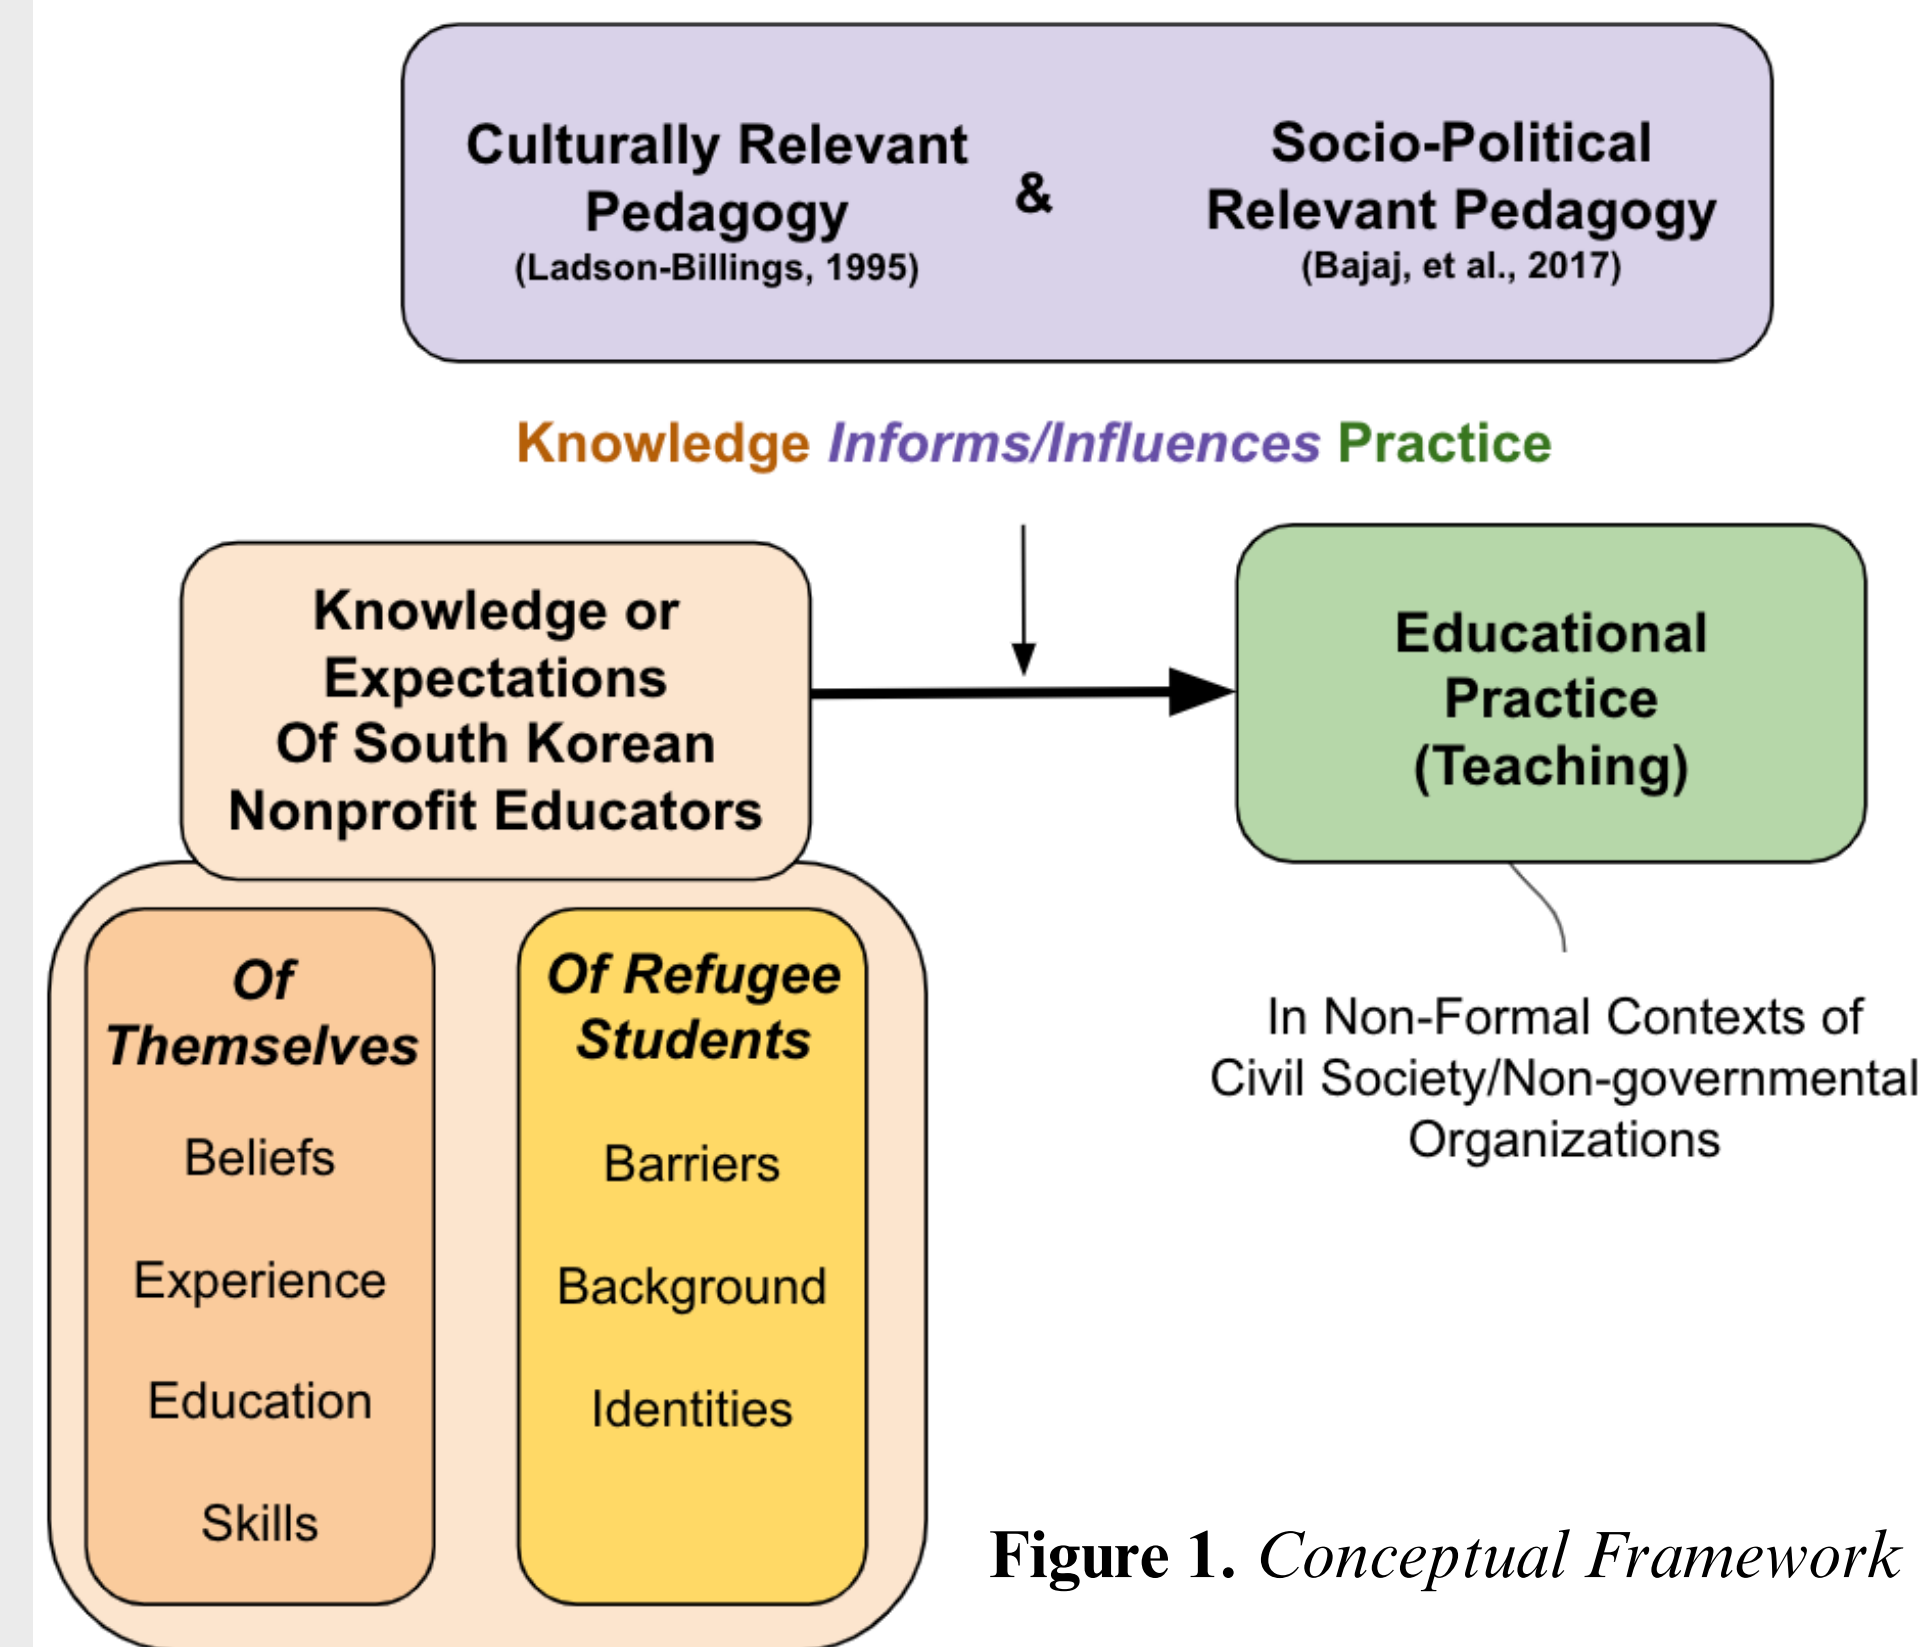 Culturally Relevant
Pedagogy
(Ladson-Billings, 1995)
&
Socio-Political
Relevant Pedagogy
(Bajaj, et al., 2017)
Knowledge Informs/Influences Practice
Knowledge or
Expectations
Of South Korean
Nonprofit Educators
Educational
Practice
(Teaching)
Of
Themselves
Beliefs
Experience
Education
Skills
Of Refugee
Students
Barriers
Background
Identities
In Non-Formal Contexts of
Civil Society/Non-governmental
Organizations
Figure 1. Conceptual Framework